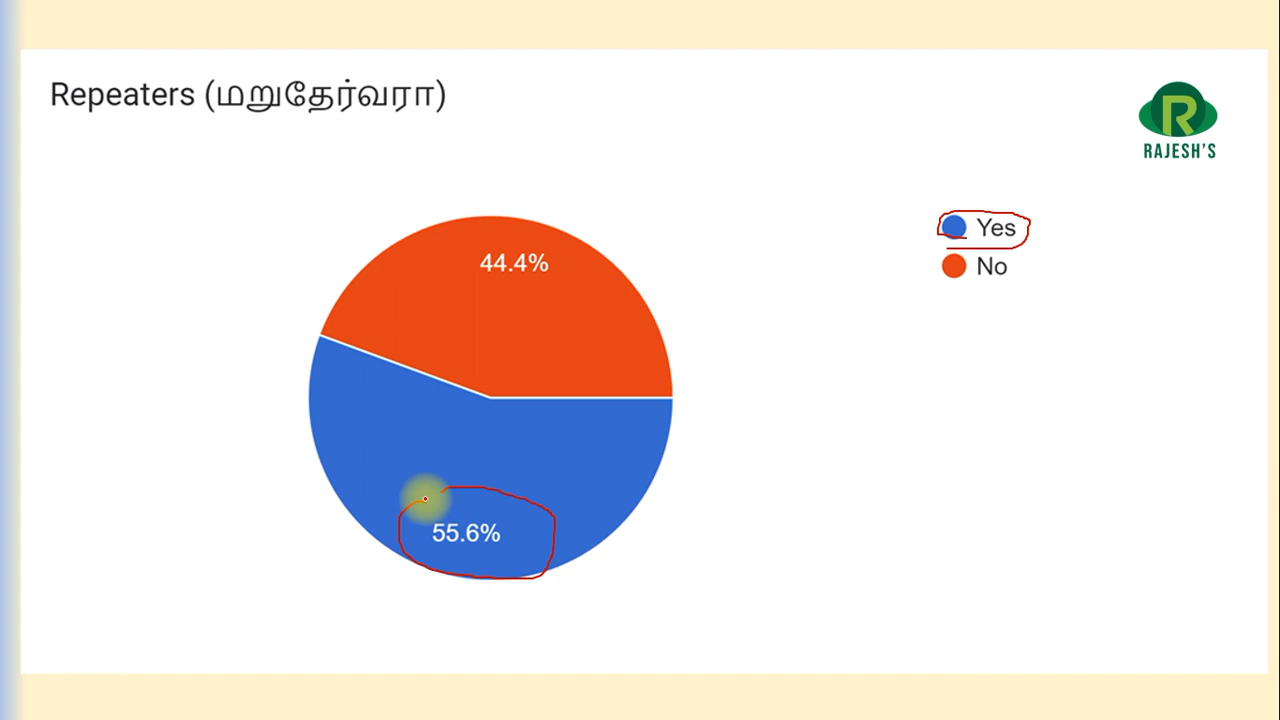 Repeaters (மறுதேர்வரா)
R
RAJESH'S
Yes
No
44.4%
55.6%